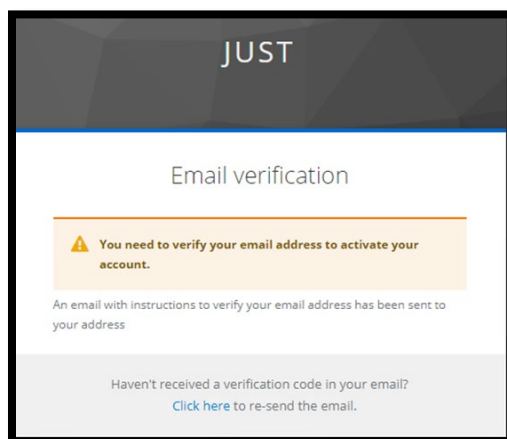 JUST
Email verification
You need to verify your email address to activate your
account.
An email with instructions to verify your email address has been sent to
your address
Haven't received a verification code in your email?
Click here to re-send the email.